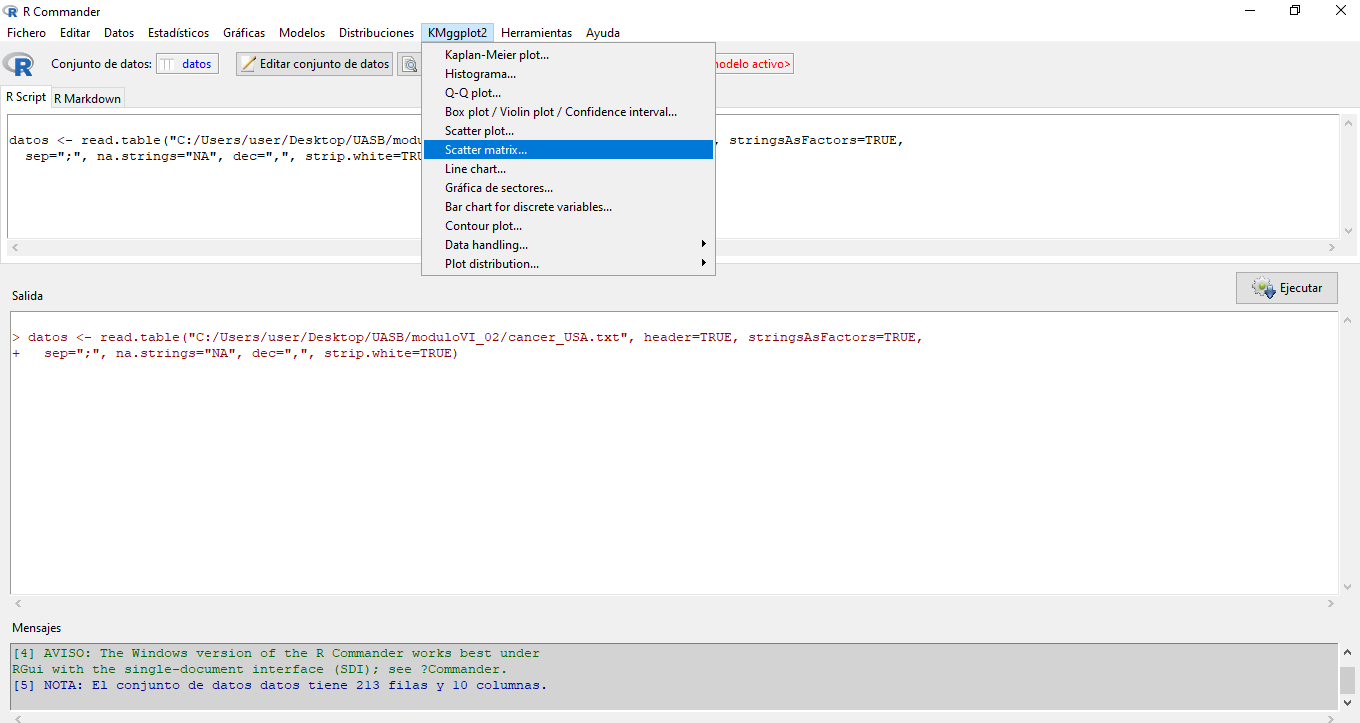 R Commander
Fichero Editar Datos Estadísticos Gráficas Modelos Distribuciones KMggplot2 Herramientas Ayuda
Conjunto de datos: datos Editar conjunto de datos modelo activo>
Kaplan-Meier plot...
Histograma...
Q-Q plot...
Box plot / Violin plot / Confidence interval...
Scatter plot...
Scatter matrix...
Line chart...
Gráfica de sectores...
Bar chart for discrete variables...
Contour plot...
Data handling...
Plot distribution...
R Script R Markdown
datos <- read.table("C:/Users/user/Desktop/UASB/modu , stringsAsFactors=TRUE,
sep=";", na.strings="NA", dec=",", strip.white=TRU
Ejecutar
Salida
> datos <- read.table("C:/Users/user/Desktop/UASB/moduloVI_02/cancer_USA.txt", header=TRUE, stringsAsFactors=TRUE,
+ sep=";", na.strings="NA", dec=",", strip.white=TRUE)
Mensajes
[4] AVISO: The Windows version of the R Commander works best under
RGui with the single-document interface (SDI); see ?Commander.
[5] NOTA: El conjunto de datos datos tiene 213 filas y 10 columnas.